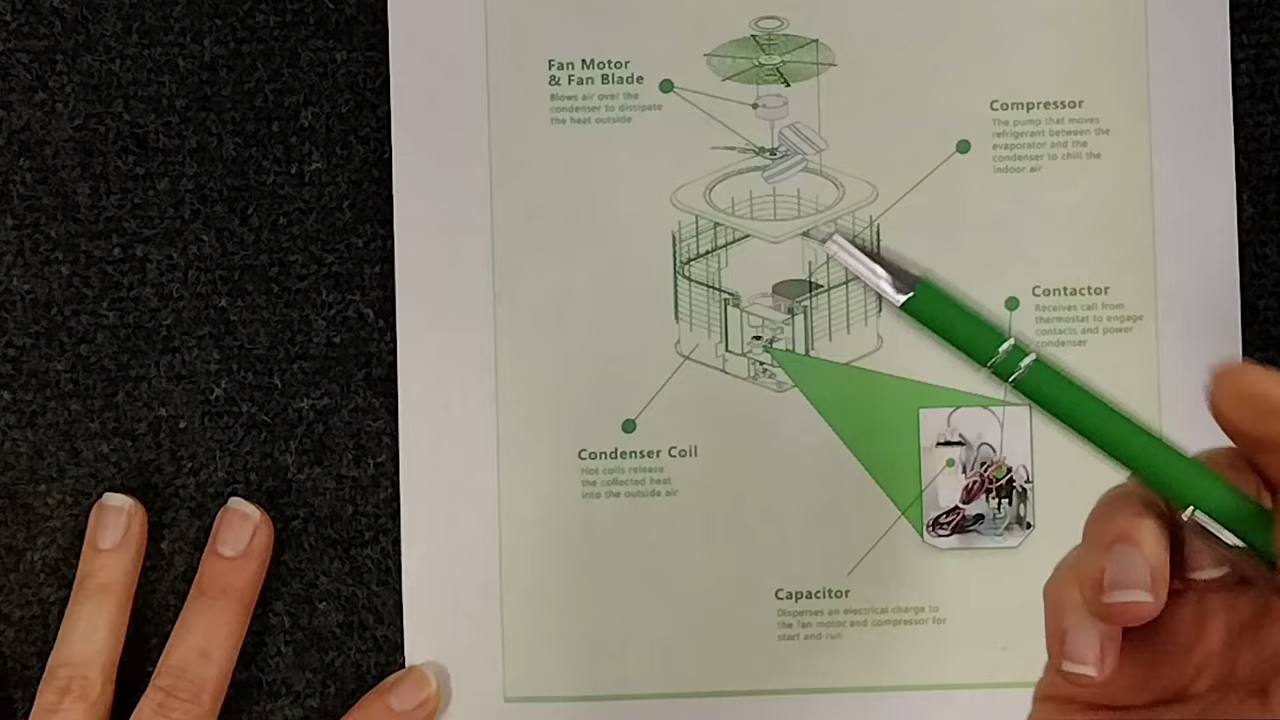 Fan Motor
& Fan Blade
Blows air over the
condenser to dissipate
the heat outside
Compressor
The pump that moves
refrigerant between the
evaporator and the
condenser to chill the
indoor air
Contactor
Receives call from
thermostat to engage
contacts and power
condenser
Condenser Coil
Hot coils release
the collected heat
into the outside air
Capacitor
Disperses an electrical charge to
the fan motor and compressor for
start and run